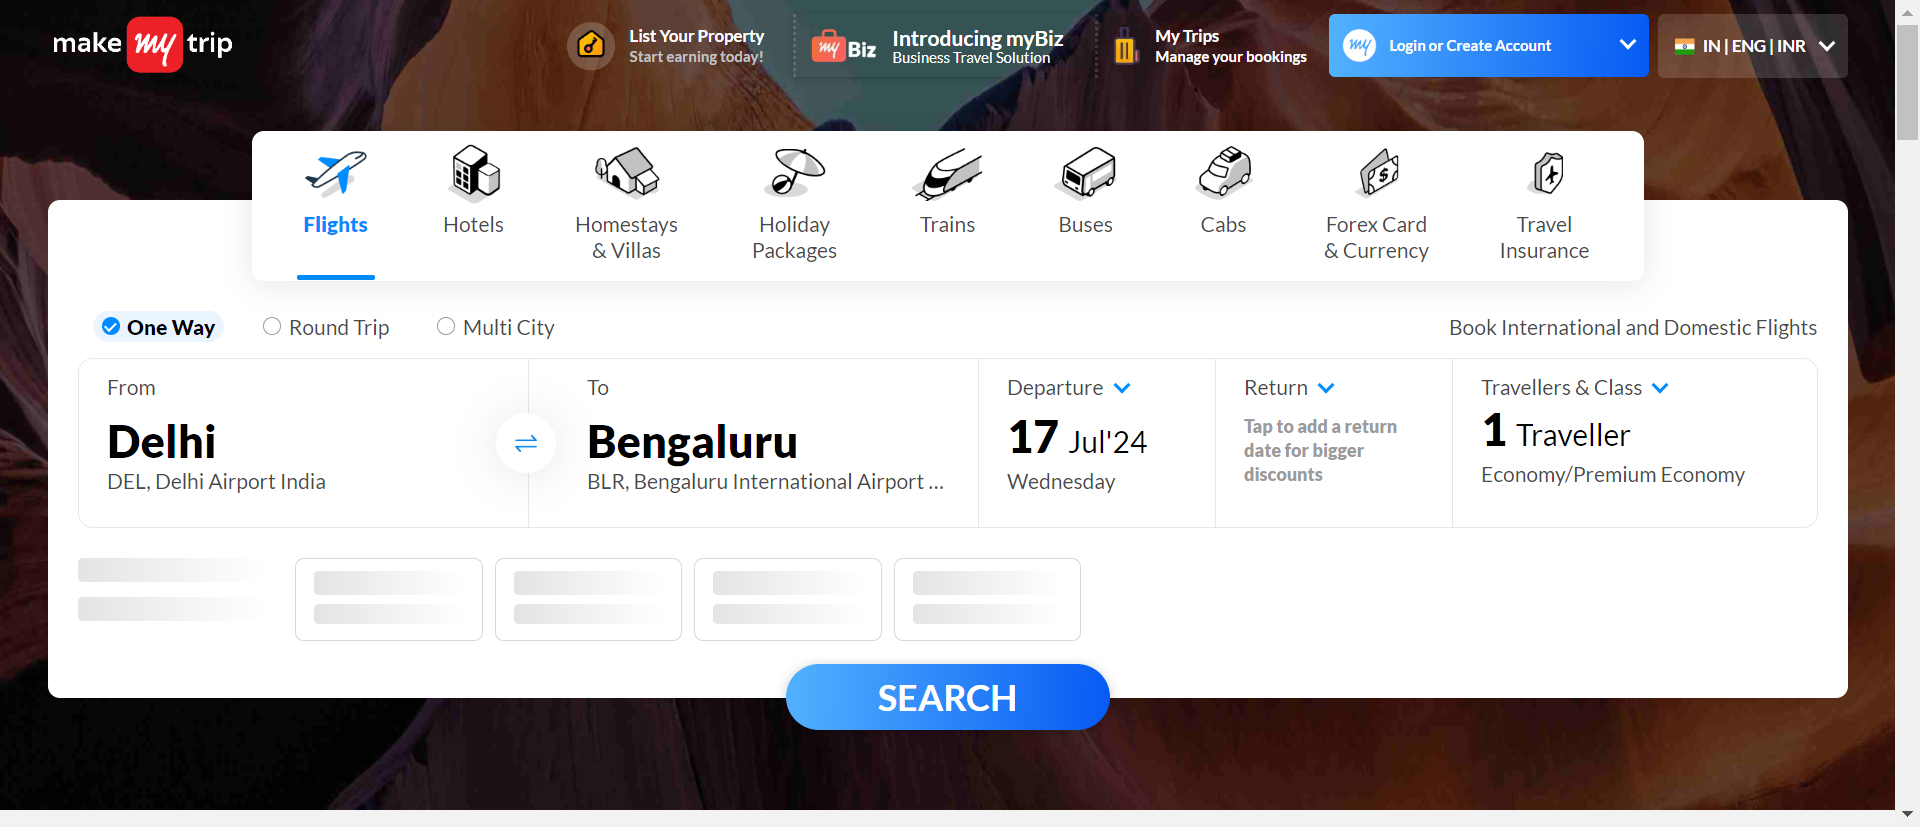 make my trip
List Your Property
Start earning today!
my Biz
Introducing myBiz
Business Travel Solution
My Trips
Manage your bookings
my
Login or Create Account
IN | ENG | INR
Flights
Hotels
Homestays
& Villas
Holiday
Packages
Trains
Buses
Cabs
Forex Card
& Currency
Travel
Insurance
One Way
Round Trip
Multi City
Book International and Domestic Flights
From
Delhi
DEL, Delhi Airport India
To
Bengaluru
BLR, Bengaluru International Airport ...
Departure
17 Jul'24
Wednesday
Return
Tap to add a return
date for bigger
discounts
Travellers & Class
1 Traveller
Economy/Premium Economy
SEARCH